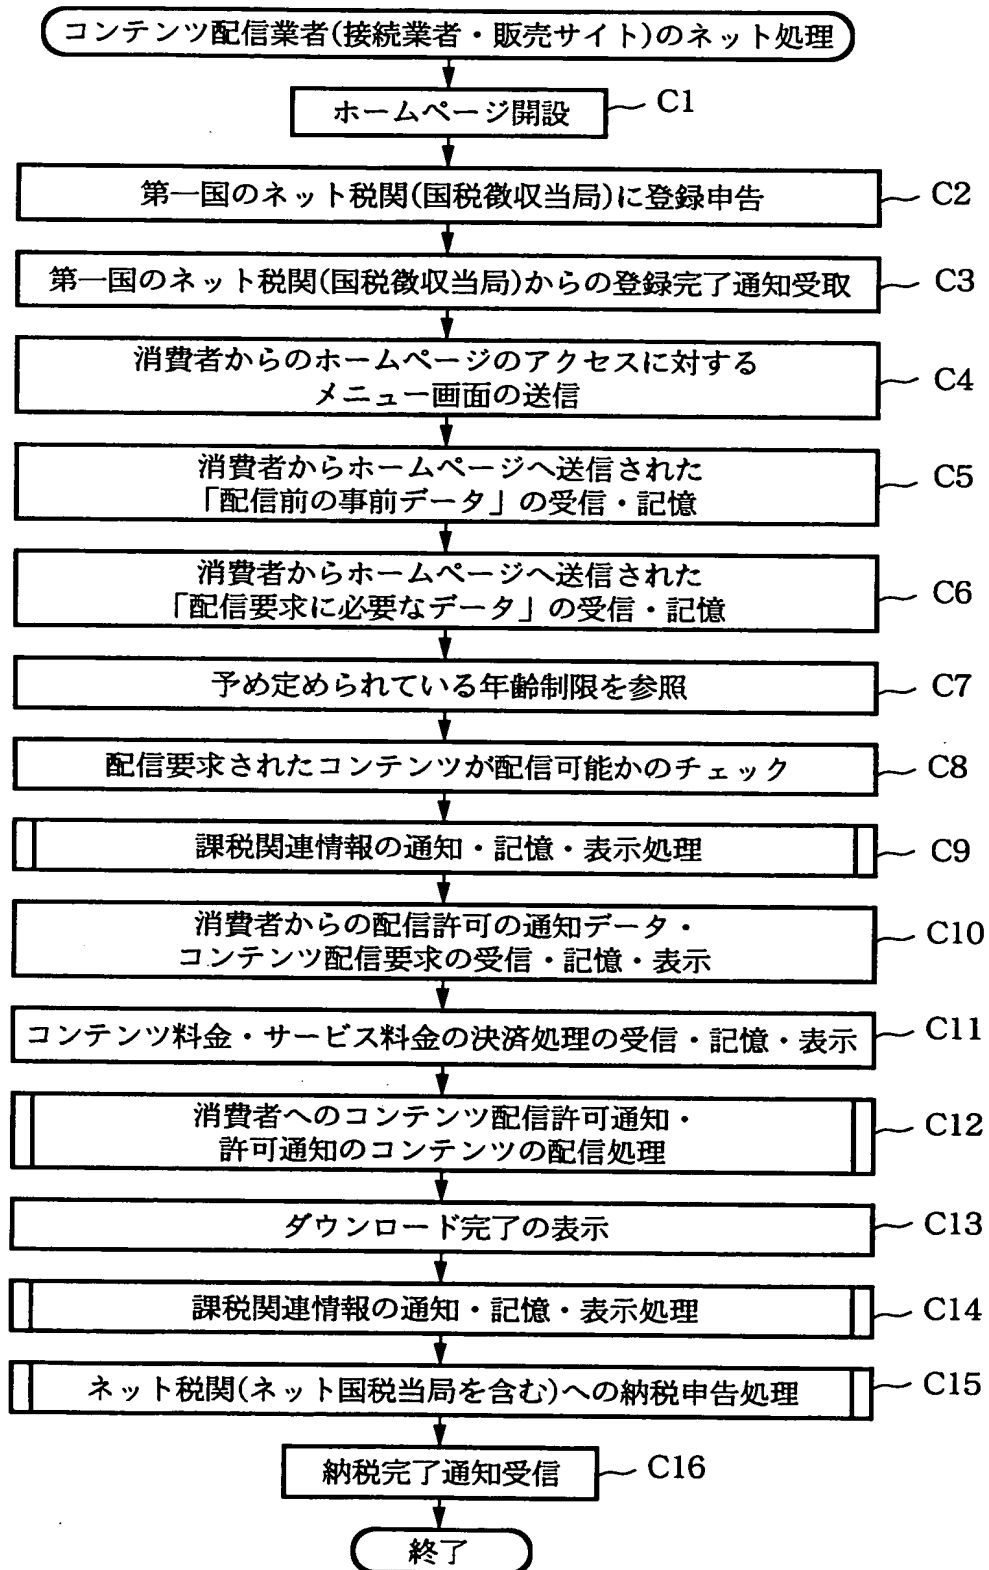 コンテンツ配信業者(接続業者・販売サイト)のネット処理
ホームページ開設
C1
第一国のネット税関(国税徴収当局)に登録申告
C2
第一国のネット税関(国税徴収当局)からの登録完了通知受取
C3
消費者からのホームページのアクセスに対する
メニュー画面の送信
C4
消費者からホームページへ送信された
「配信前の事前データ」の受信・記憶
C5
消費者からホームページへ送信された
「配信要求に必要なデータ」の受信・記憶
C6
予め定められている年齢制限を参照
C7
配信要求されたコンテンツが配信可能かのチェック
C8
課税関連情報の通知・記憶・表示処理
C9
消費者からの配信許可の通知データ・
コンテンツ配信要求の受信・記憶・表示
C10
コンテンツ料金・サービス料金の決済処理の受信・記憶・表示
C11
消費者へのコンテンツ配信許可通知・
許可通知のコンテンツの配信処理
C12
ダウンロード完了の表示
C13
課税関連情報の通知・記憶・表示処理
C14
ネット税関(ネット国税当局を含む)への納税申告処理
C15
納税完了通知受信
C16
終了